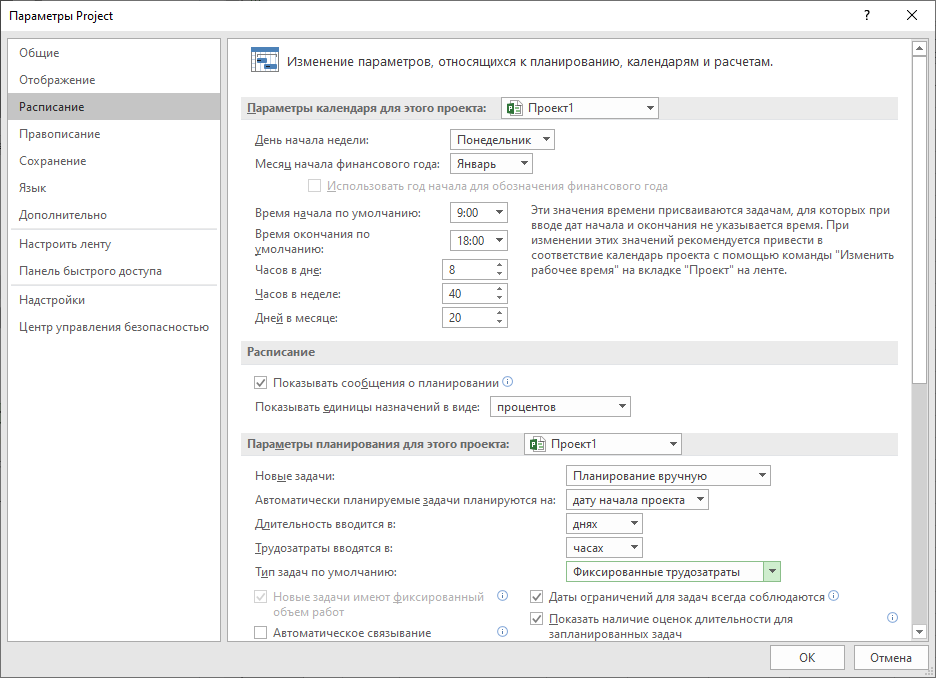 Параметры Project
?
Общие
Отображение
Расписание
Правописание
Сохранение
Язык
Дополнительно
Настроить ленту
Панель быстрого доступа
Надстройки
Центр управления безопасностью
Изменение параметров, относящихся к планированию, календарям и расчетам.
Параметры календаря для этого проекта: Проект1
День начала недели: Понедельник
Месяц начала финансового года: Январь
Использовать год начала для обозначения финансового года
Время начала по умолчанию: 9:00
Время окончания по
умолчанию: 18:00
Эти значения времени присваиваются задачам, для которых при
вводе дат начала и окончания не указывается время. При
изменении этих значений рекомендуется привести в
соответствие календарь проекта с помощью команды "Изменить
рабочее время" на вкладке "Проект" на ленте.
Часов в дне: 8
Часов в неделе: 40
Дней в месяце: 20
Расписание
Показывать сообщения о планировании
Показывать единицы назначений в виде: процентов
Параметры планирования для этого проекта: Проект1
Новые задачи: Планирование вручную
Автоматически планируемые задачи планируются на: дату начала проекта
Длительность вводится в: днях
Трудозатраты вводятся в: часах
Тип задач по умолчанию: Фиксированные трудозатраты
Новые задачи имеют фиксированный
объем работ
Автоматическое связывание
Даты ограничений для задач всегда соблюдаются
Показать наличие оценок длительности для
запланированных задач
ОК
Отмена